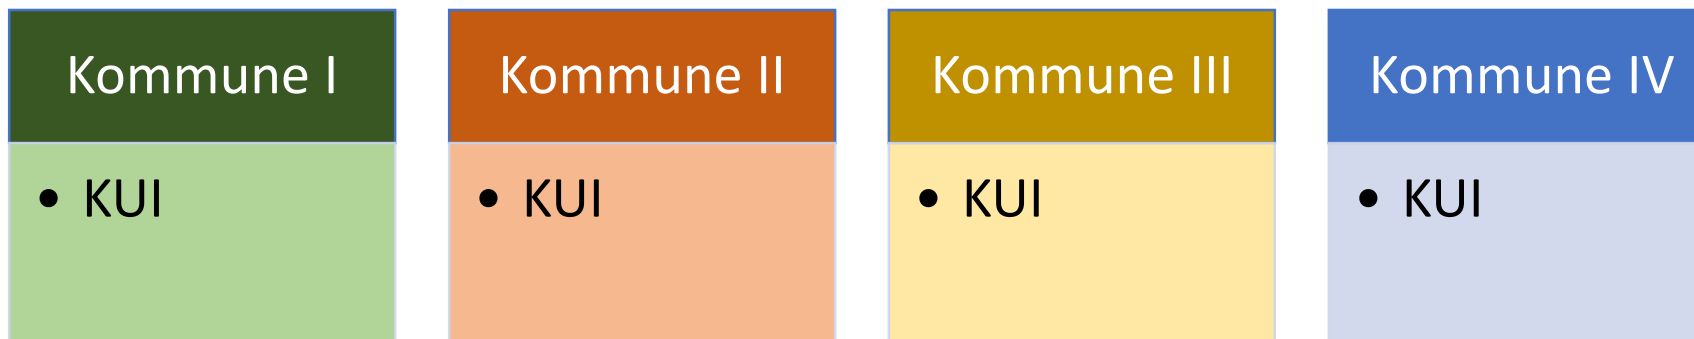 Kommune I
• KUI
Kommune II
• KUI
Kommune III
• KUI
Kommune IV
• KUI